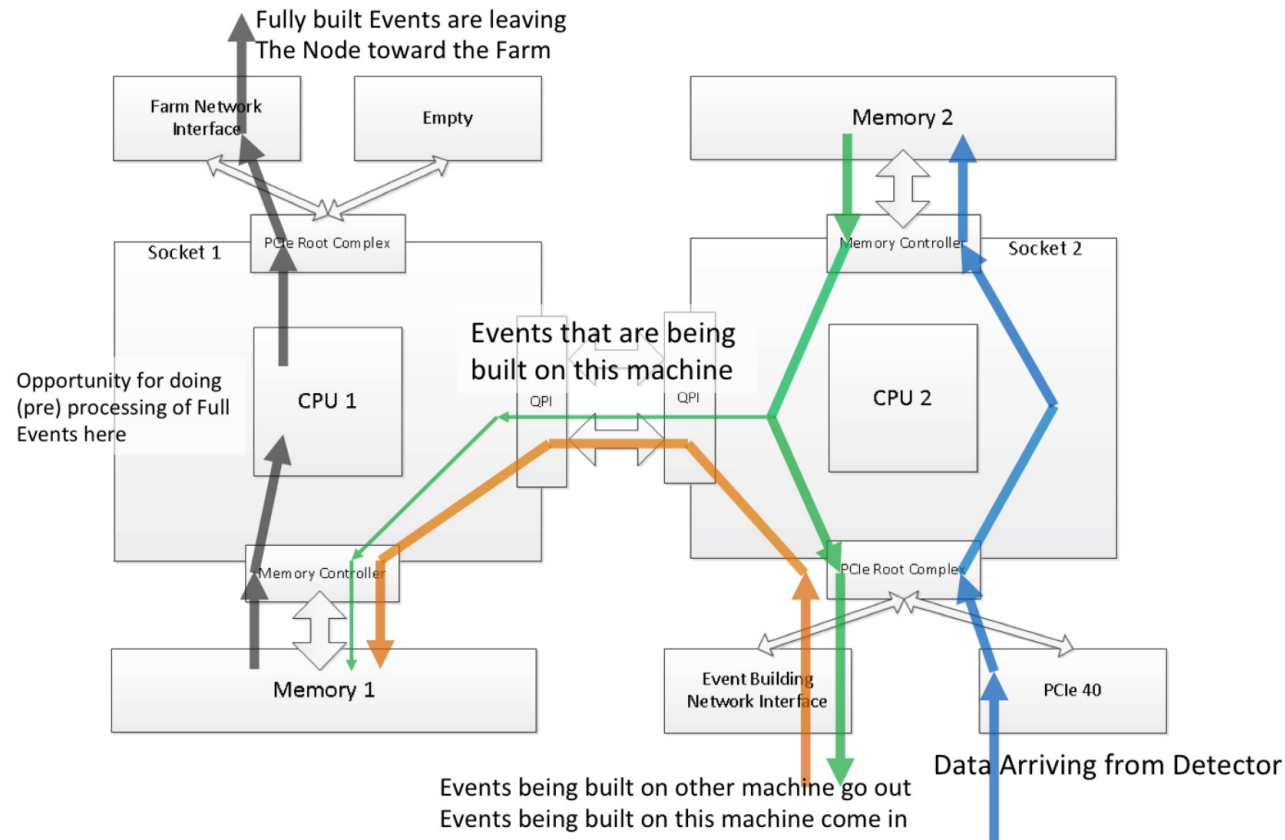 Fully built Events are leaving
The Node toward the Farm
Farm Network
Interface
Empty
Memory 2
PCIe Root Complex
Socket 1
Memory Controller
Socket 2
Events that are being
built on this machine
Opportunity for doing
(pre) processing of Full
Events here
CPU 1
QPI
QPI
CPU 2
Memory Controller
PCIe Root Complex
Memory 1
Event Building
Network Interface
PCIe 40
Data Arriving from Detector
Events being built on other machine go out
Events being built on this machine come in